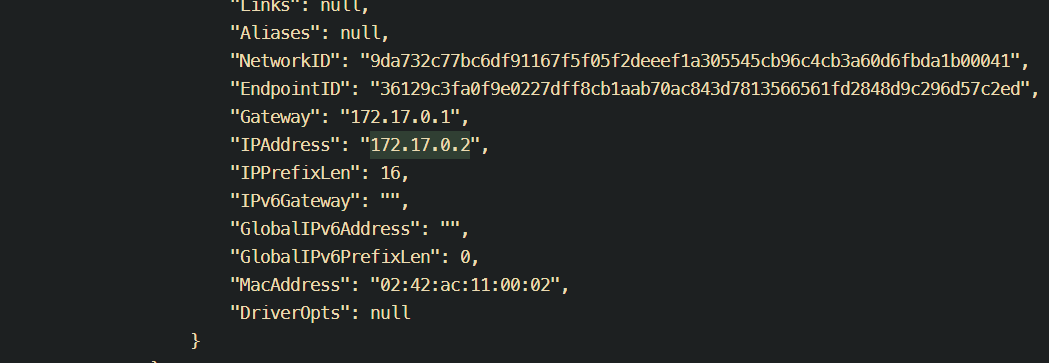 "Links": null,
"Aliases": null,
"NetworkID": "9da732c77bc6df91167f5f05f2deeef1a305545cb96c4cb3a60d6fbda1b00041",
"EndpointID": "36129c3fa0f9e0227dff8cb1aab70ac843d7813566561fd2848d9c296d57c2ed",
"Gateway": "172.17.0.1",
"IPAddress": "172.17.0.2",
"IPPrefixLen": 16,
"IPv6Gateway": "",
"GlobalIPv6Address": "",
"GlobalIPv6PrefixLen": 0,
"MacAddress": "02:42:ac:11:00:02",
"DriverOpts": null
}